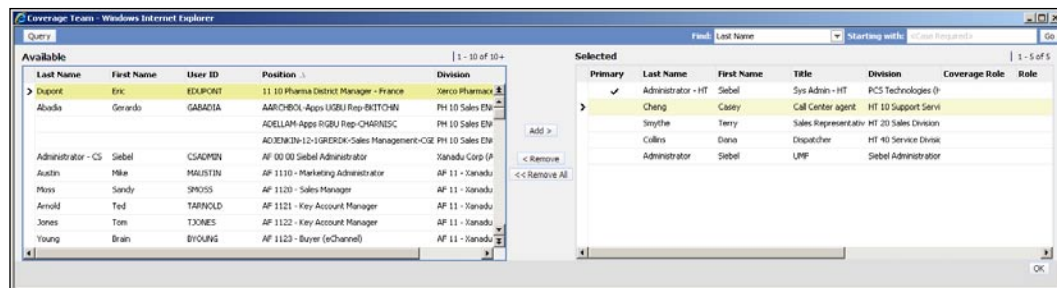 Coverage Team - Windows Internet Explorer
Query Find: Last Name Starting with: <Case Required> Go
Available 1 - 10 of 10+
Last Name First Name User ID Position Division
Dupont Eric EDUPONT 11 10 Pharma District Manager - France Xerco Pharmace
Abadia Gerardo GABADIA AARCHBOL-Apps UGBU Rep-BKITCHIN PH 10 Sales EN
ADELLAM-Apps RGBU Rep-CHARNISC PH 10 Sales EN
ADJENKIN-12-1GRERDK-Sales Management-CGE PH 10 Sales EN
Administrator - CS Siebel CSADMIN AF 00 00 Siebel Administrator Xanadu Corp (A
Austin Mike MAUSTIN AF 1110 - Marketing Administrator AF 11 - Xanadu
Moss Sandy SMOSS AF 1120 - Sales Manager AF 11 - Xanadu
Arnold Ted TARNOLD AF 1121 - Key Account Manager AF 11 - Xanadu
Jones Tom TJONES AF 1122 - Key Account Manager AF 11 - Xanadu
Young Brain BYOUNG AF 1123 - Buyer (eChannel) AF 11 - Xanadu
Add >
< Remove
<< Remove All
Selected 1 - 5 of 5
Primary Last Name First Name Title Division Coverage Role Role
Administrator - HT Siebel Sys Admin - HT PCS Technologies (H
Cheng Casey Call Center agent HT 10 Support Servi
Smythe Terry Sales Representativ HT 20 Sales Division
Collins Dana Dispatcher HT 40 Service Divisic
Administrator Siebel UMF Siebel Administration
OK